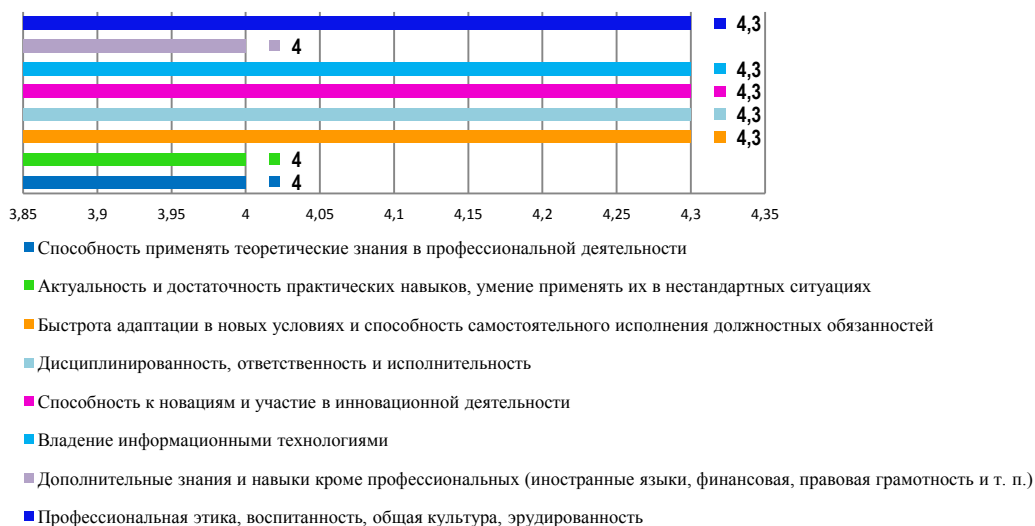 4,3
4
4,3
4,3
4,3
4,3
4
4
3,85 3,9 3,95 4 4,05 4,1 4,15 4,2 4,25 4,3 4,35
Способность применять теоретические знания в профессиональной деятельности
Актуальность и достаточность практических навыков, умение применять их в нестандартных ситуациях
Быстрота адаптации в новых условиях и способность самостоятельного исполнения должностных обязанностей
Дисциплинированность, ответственность и исполнительность
Способность к новациям и участие в инновационной деятельности
Владение информационными технологиями
Дополнительные знания и навыки кроме профессиональных (иностранные языки, финансовая, правовая грамотность и т. п.)
Профессиональная этика, воспитанность, общая культура, эрудированность